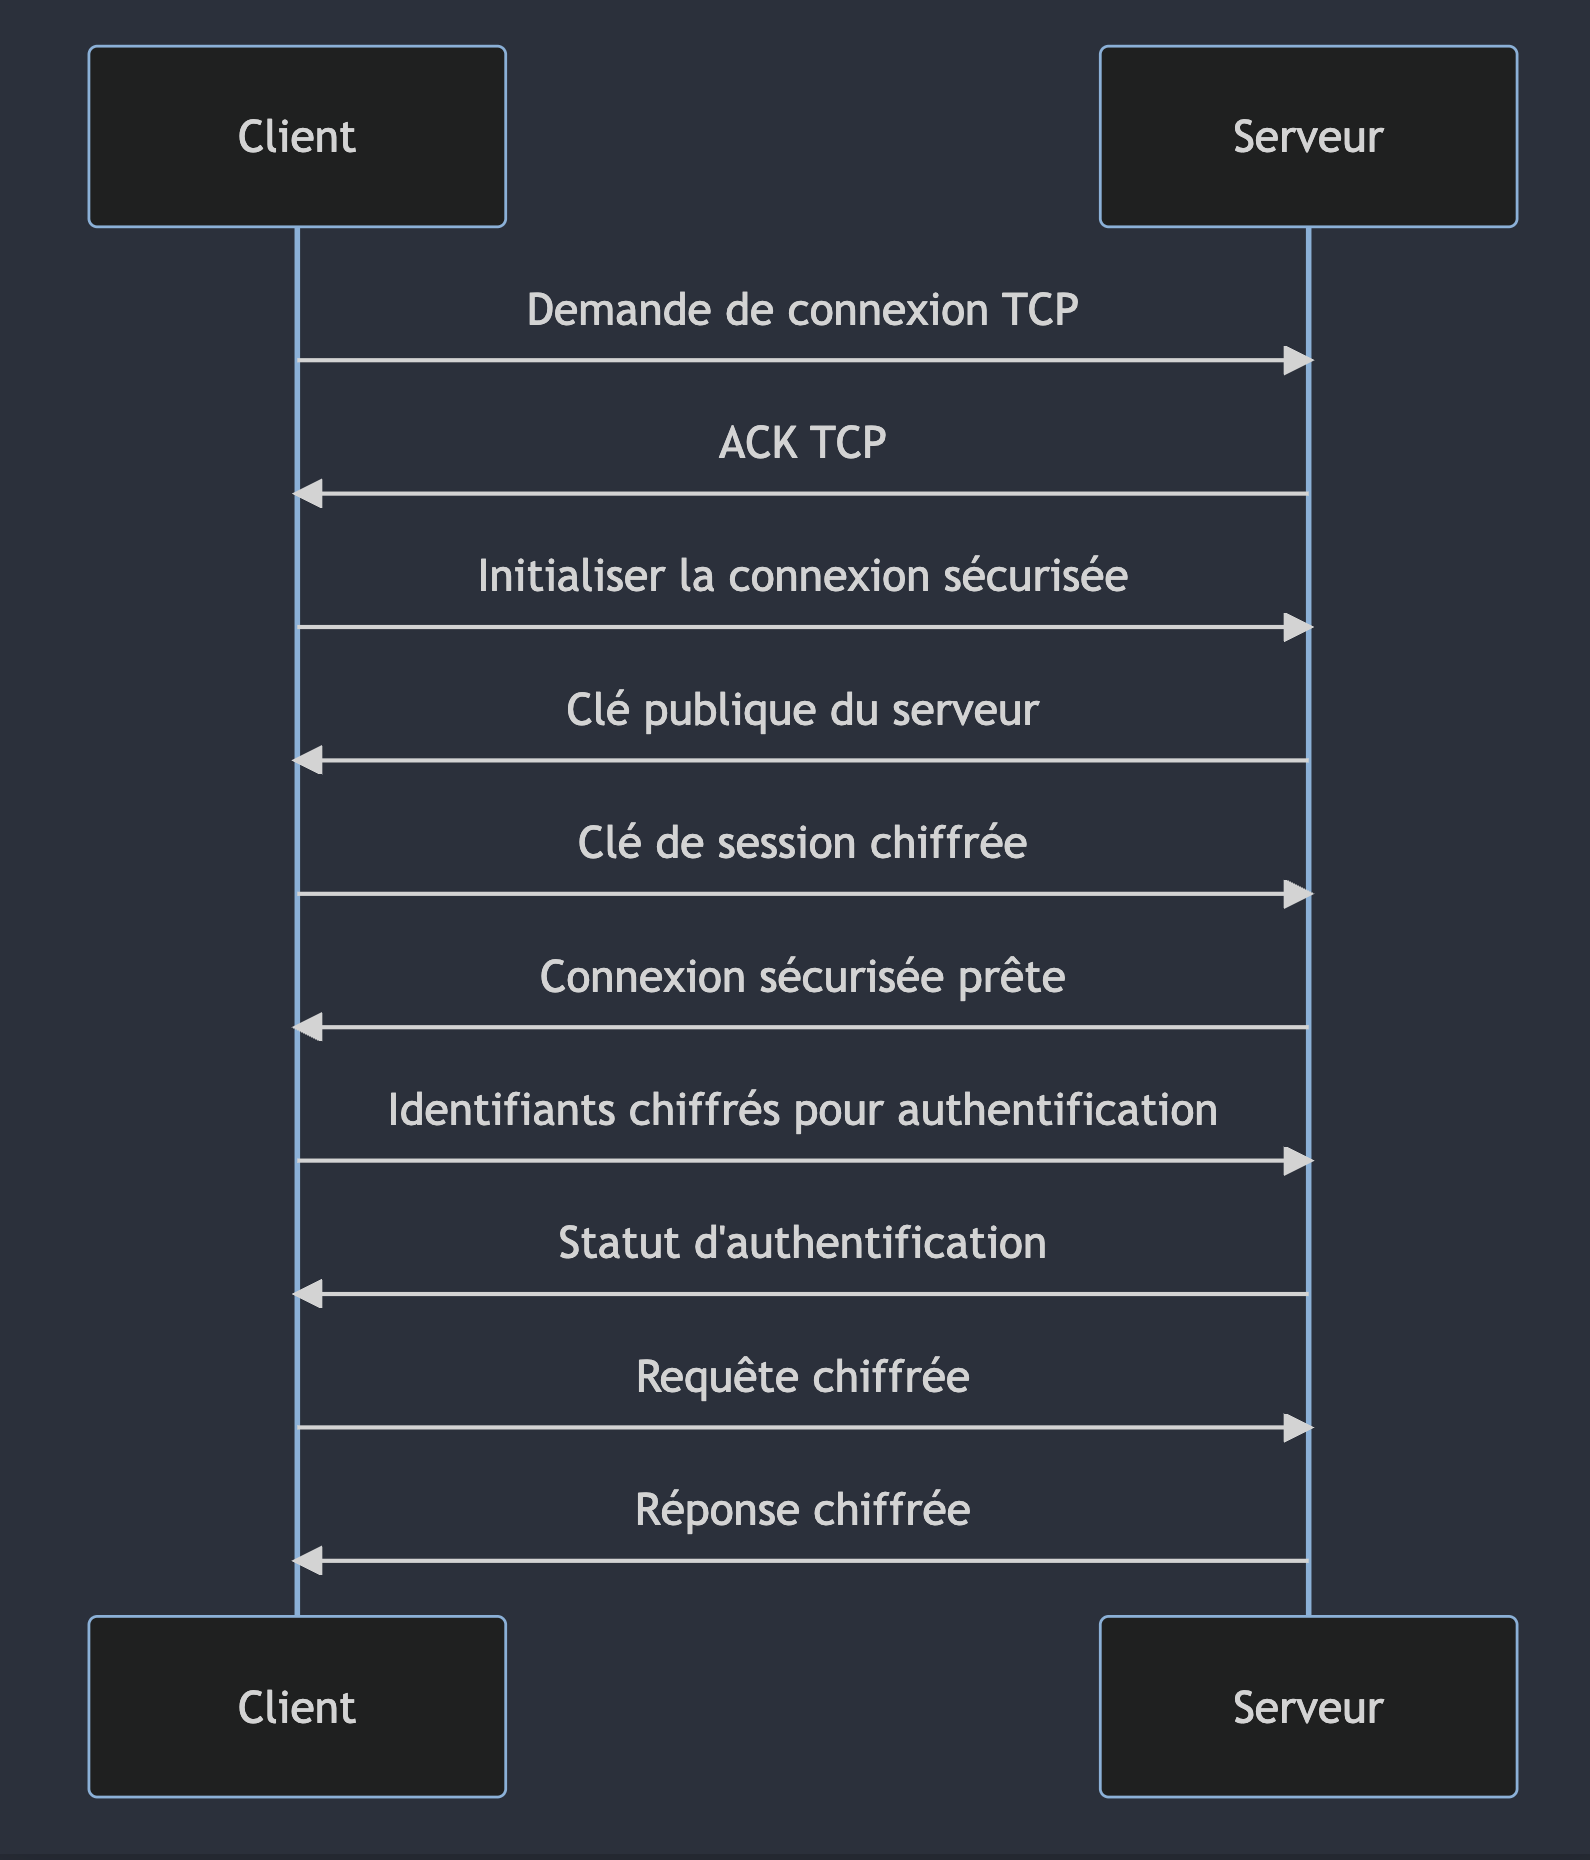 Client
Serveur
Demande de connexion TCP
ACK TCP
Initialiser la connexion sécurisée
Clé publique du serveur
Clé de session chiffrée
Connexion sécurisée prête
Identifiants chiffrés pour authentification
Statut d'authentification
Requête chiffrée
Réponse chiffrée
Client
Serveur